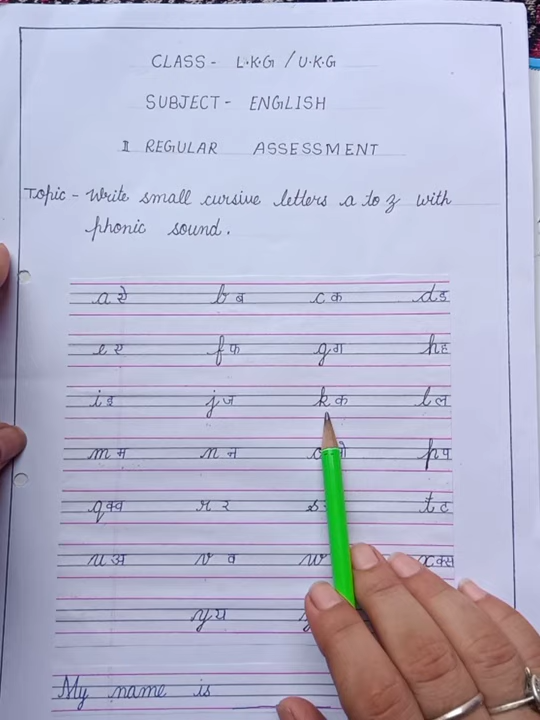 CLASS- L.K.G / U.K.G
SUBJECT- ENGLISH
II REGULAR ASSESSMENT
Topic - Write small cursive letters a to z with
phonic sound.
a ऐ b ब c क d ड
e ए f फ g ग h ह
i इ j ज k क l ल
m म n न p प
q क्व r र s t ट
u अ v व w x क्स
y य
My name is